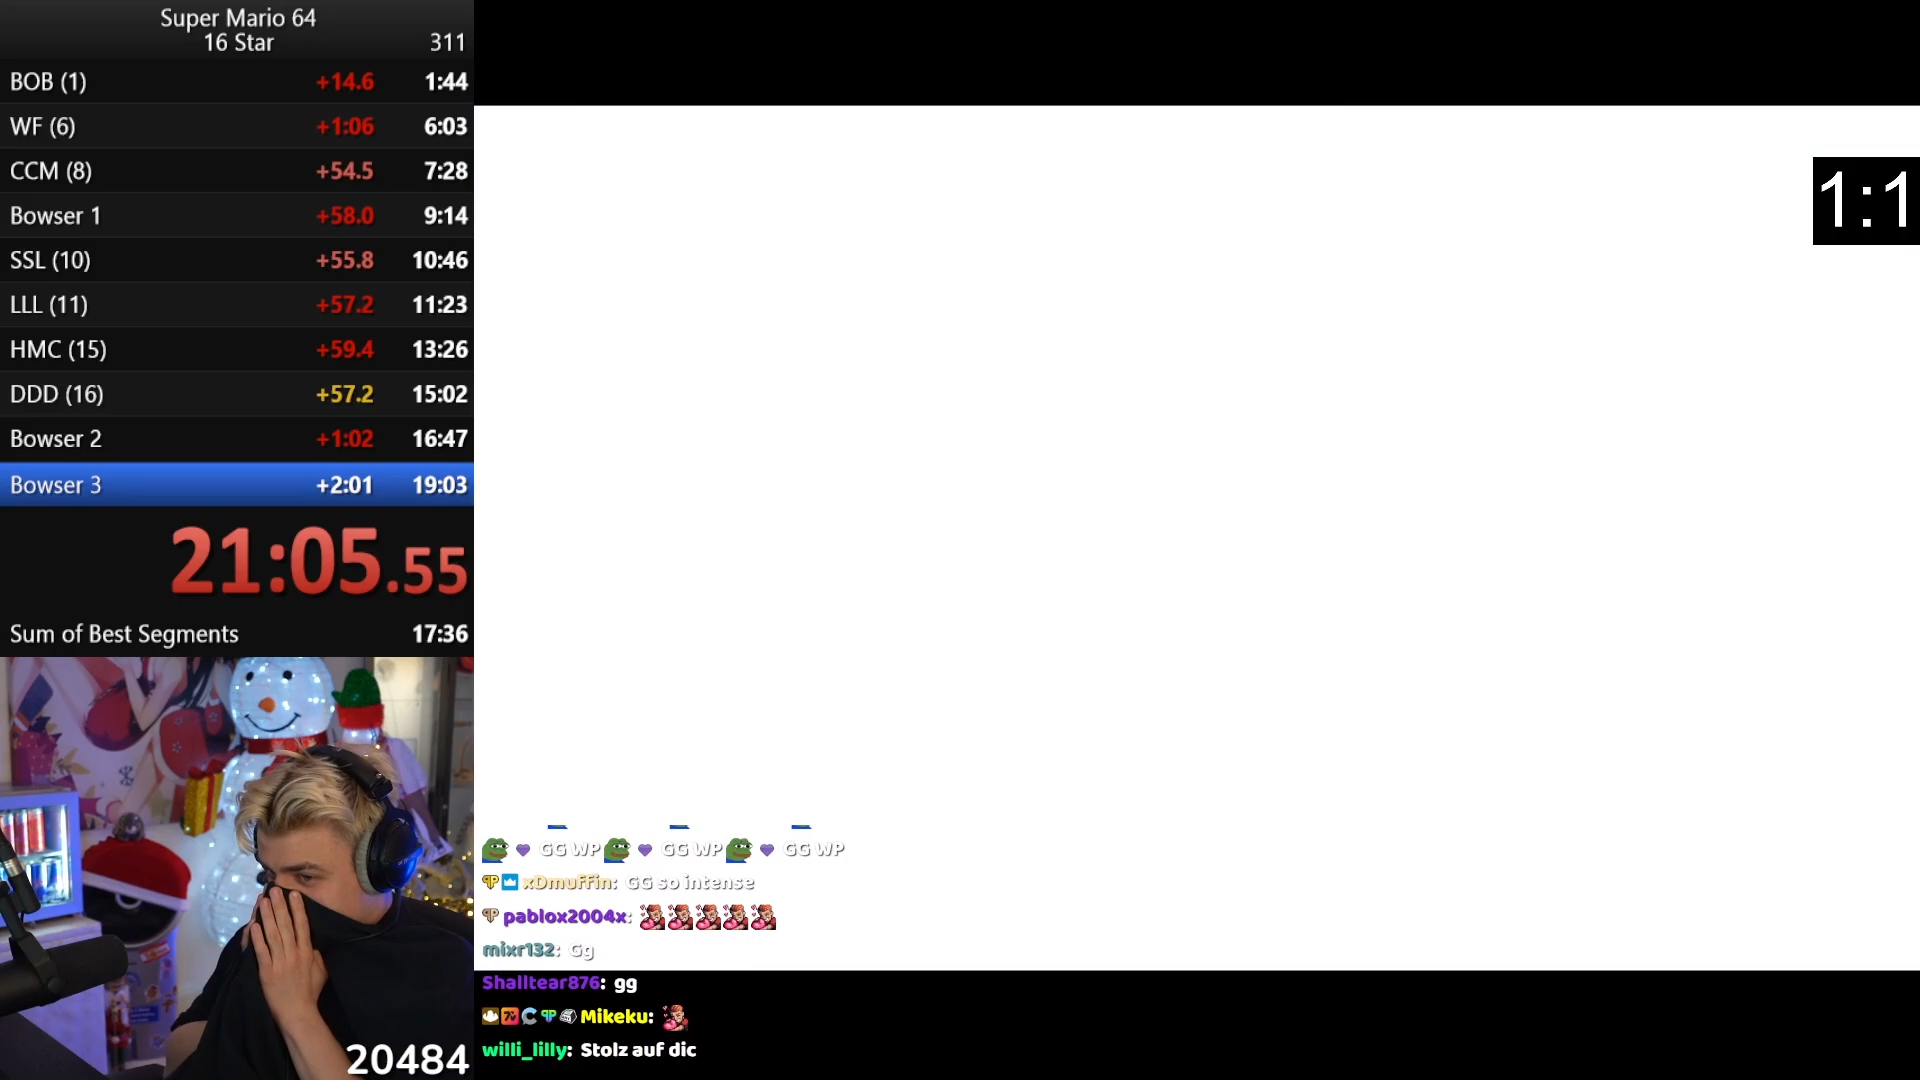 Super Mario 64
16 Star 311
BOB (1) +14.6 1:44
WF (6) +1:06 6:03
CCM (8) +54.5 7:28
Bowser 1 +58.0 9:14
SSL (10) +55.8 10:46
LLL (11) +57.2 11:23
HMC (15) +59.4 13:26
DDD (16) +57.2 15:02
Bowser 2 +1:02 16:47
Bowser 3 +2:01 19:03
21:05.55
Sum of Best Segments 17:36
20484
1:1
GG WP GG WP GG WP
xDmuffin: GG so intense
pablox2004x:
mixr132: Gg
Shalltear876: gg
Mikeku:
willi_lilly: Stolz auf dic